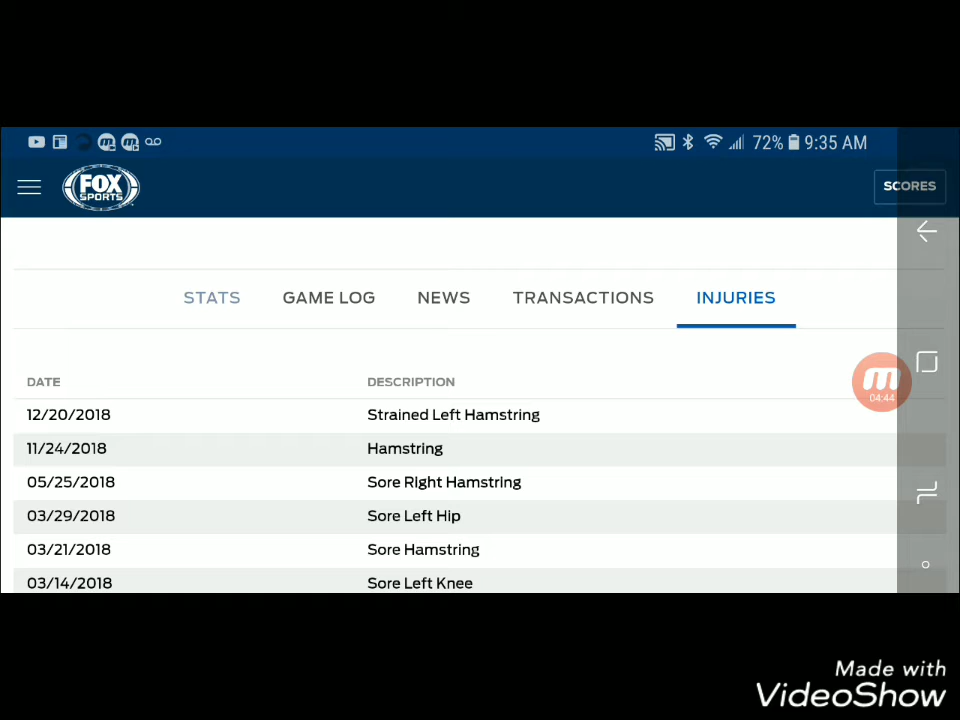 72% 9:35 AM
FOX SPORTS
SCORES
STATS GAME LOG NEWS TRANSACTIONS INJURIES
DATE DESCRIPTION
12/20/2018 Strained Left Hamstring
11/24/2018 Hamstring
05/25/2018 Sore Right Hamstring
03/29/2018 Sore Left Hip
03/21/2018 Sore Hamstring
03/14/2018 Sore Left Knee
m
04:44
Made with
VideoShow